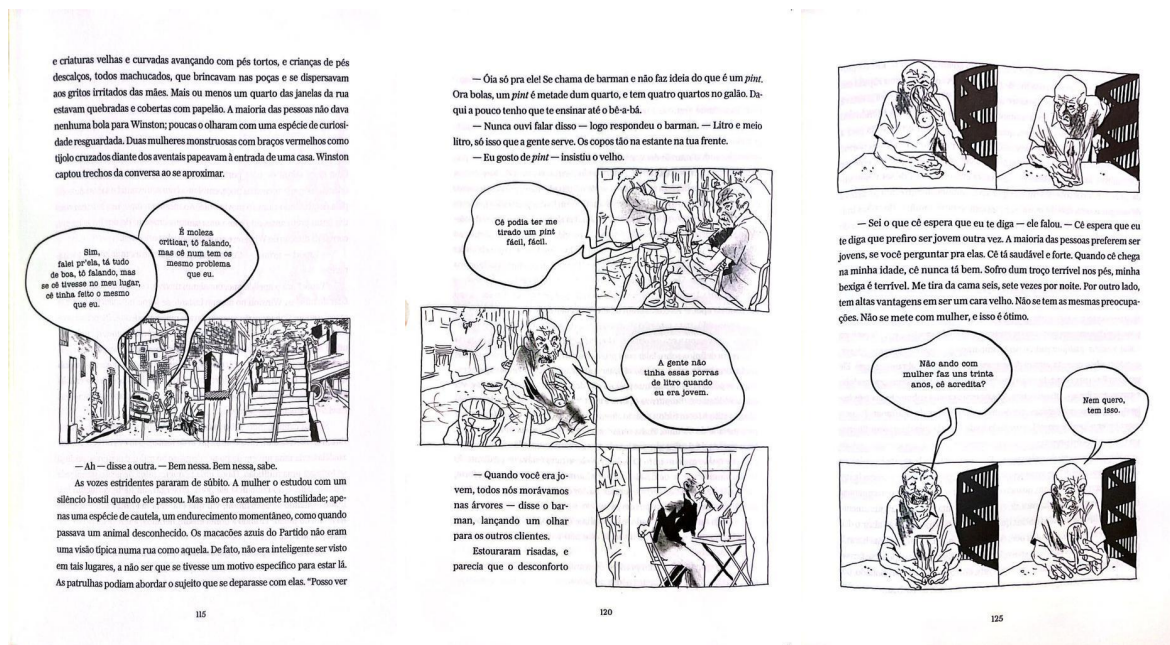 e criaturas velhas e curvadas avançando com pés tortos, e crianças de pés
descalços, todos machucados, que brincavam nas poças e se dispersavam
aos gritos irritados das mães. Mais ou menos um quarto das janelas da rua
estavam quebradas e cobertas com papelão. A maioria das pessoas não dava
nenhuma bola para Winston; poucas o olharam com uma espécie de curiosi-
dade resguardada. Duas mulheres monstruosas com braços vermelhos como
tijolo cruzados diante dos aventais papeavam à entrada de uma casa. Winston
captou trechos da conversa ao se aproximar.
Sim,
falei pr'ela, tá tudo
de boa, tô falando, mas
se cê tivesse no meu lugar,
cê tinha feito o mesmo
que eu.
É moleza
criticar, tô falando,
mas cê num tem os
mesmo problema
que eu.
— Ah — disse a outra. — Bem nessa. Bem nessa, sabe.
As vozes estridentes pararam de súbito. A mulher o estudou com um
silêncio hostil quando ele passou. Mas não era exatamente hostilidade; ape-
nas uma espécie de cautela, um endurecimento momentâneo, como quando
passava um animal desconhecido. Os macacões azuis do Partido não eram
uma visão típica numa rua como aquela. De fato, não era inteligente ser visto
em tais lugares, a não ser que se tivesse um motivo específico para estar lá.
As patrulhas podiam abordar o sujeito que se deparasse com elas. "Posso ver
115
— Óia só pra ele! Se chama de barman e não faz ideia do que é um pint.
Ora bolas, um pint é metade dum quarto, e tem quatro quartos no galão. Da-
qui a pouco tenho que te ensinar até o bê-a-bá.
— Nunca ouvi falar disso — logo respondeu o barman. — Litro e meio
litro, só isso que a gente serve. Os copos tão na estante na tua frente.
— Eu gosto de pint — insistiu o velho.
Cê podia ter me
tirado um pint
fácil, fácil.
A gente não
tinha essas porras
de litro quando
eu era jovem.
MA
— Quando você era jo-
vem, todos nós morávamos
nas árvores — disse o bar-
man, lançando um olhar
para os outros clientes.
Estouraram risadas, e
parecia que o desconforto
120
— Sei o que cê espera que eu te diga — ele falou. — Cê espera que eu
te diga que prefiro ser jovem outra vez. A maioria das pessoas preferem ser
jovens, se você perguntar pra elas. Cê tá saudável e forte. Quando cê chega
na minha idade, cê nunca tá bem. Sofro dum troço terrível nos pés, minha
bexiga é terrível. Me tira da cama seis, sete vezes por noite. Por outro lado,
tem altas vantagens em ser um cara velho. Não se tem as mesmas preocupa-
ções. Não se mete com mulher, e isso é ótimo.
Não ando com
mulher faz uns trinta
anos, cê acredita?
Nem quero,
tem isso.
125